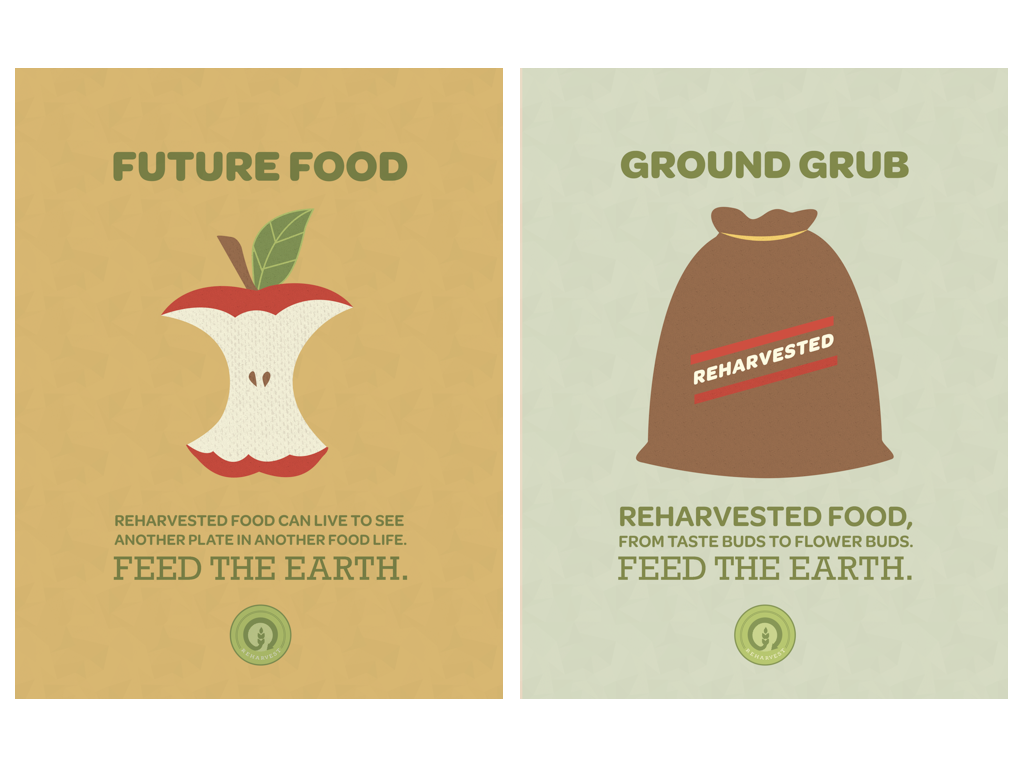 FUTURE FOOD
REHARVESTED FOOD CAN LIVE TO SEE
ANOTHER PLATE IN ANOTHER FOOD LIFE.
FEED THE EARTH.
REHARVEST
GROUND GRUB
REHARVESTED
REHARVESTED FOOD,
FROM TASTE BUDS TO FLOWER BUDS.
FEED THE EARTH.
REHARVEST